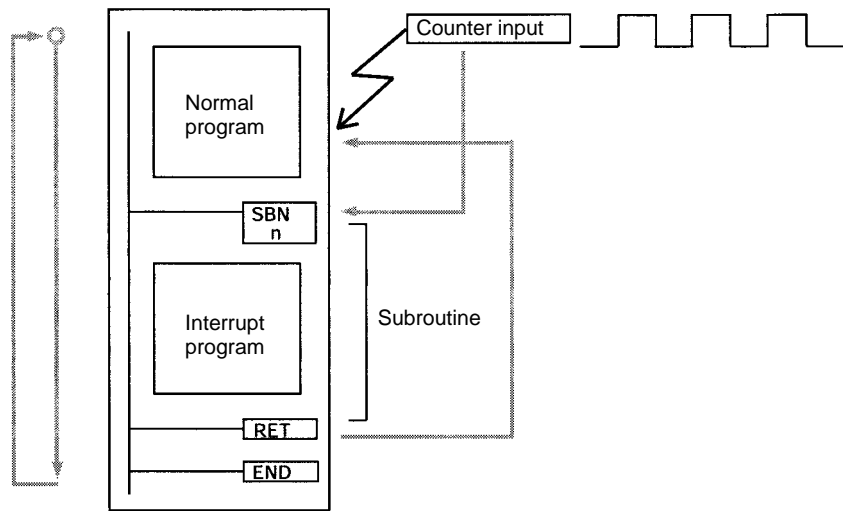 Counter input
Normal
program
SBN
n
Interrupt
program
Subroutine
RET
END